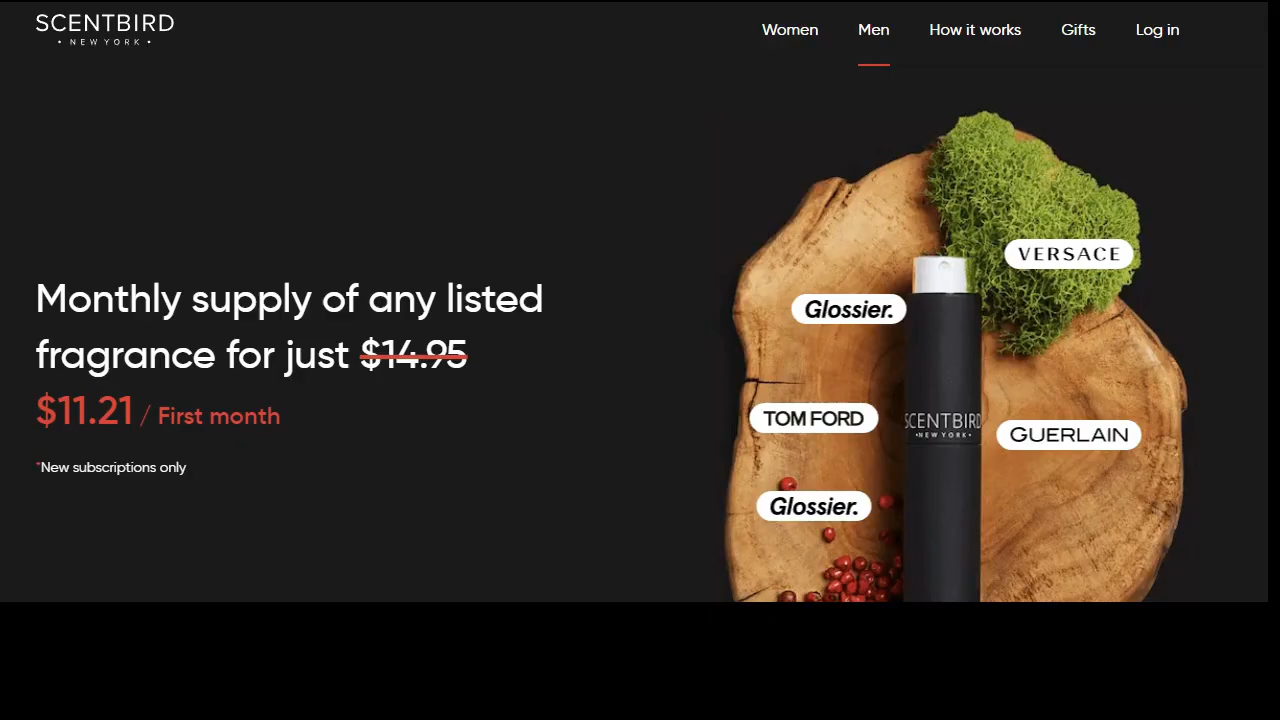 SCENTBIRD
• NEW YORK •
Women Men How it works Gifts Log in
Monthly supply of any listed
fragrance for just $14.95
$11.21 / First month
*New subscriptions only
VERSACE
Glossier.
TOM FORD
SCENTBIRD
• NEW YORK •
GUERLAIN
Glossier.